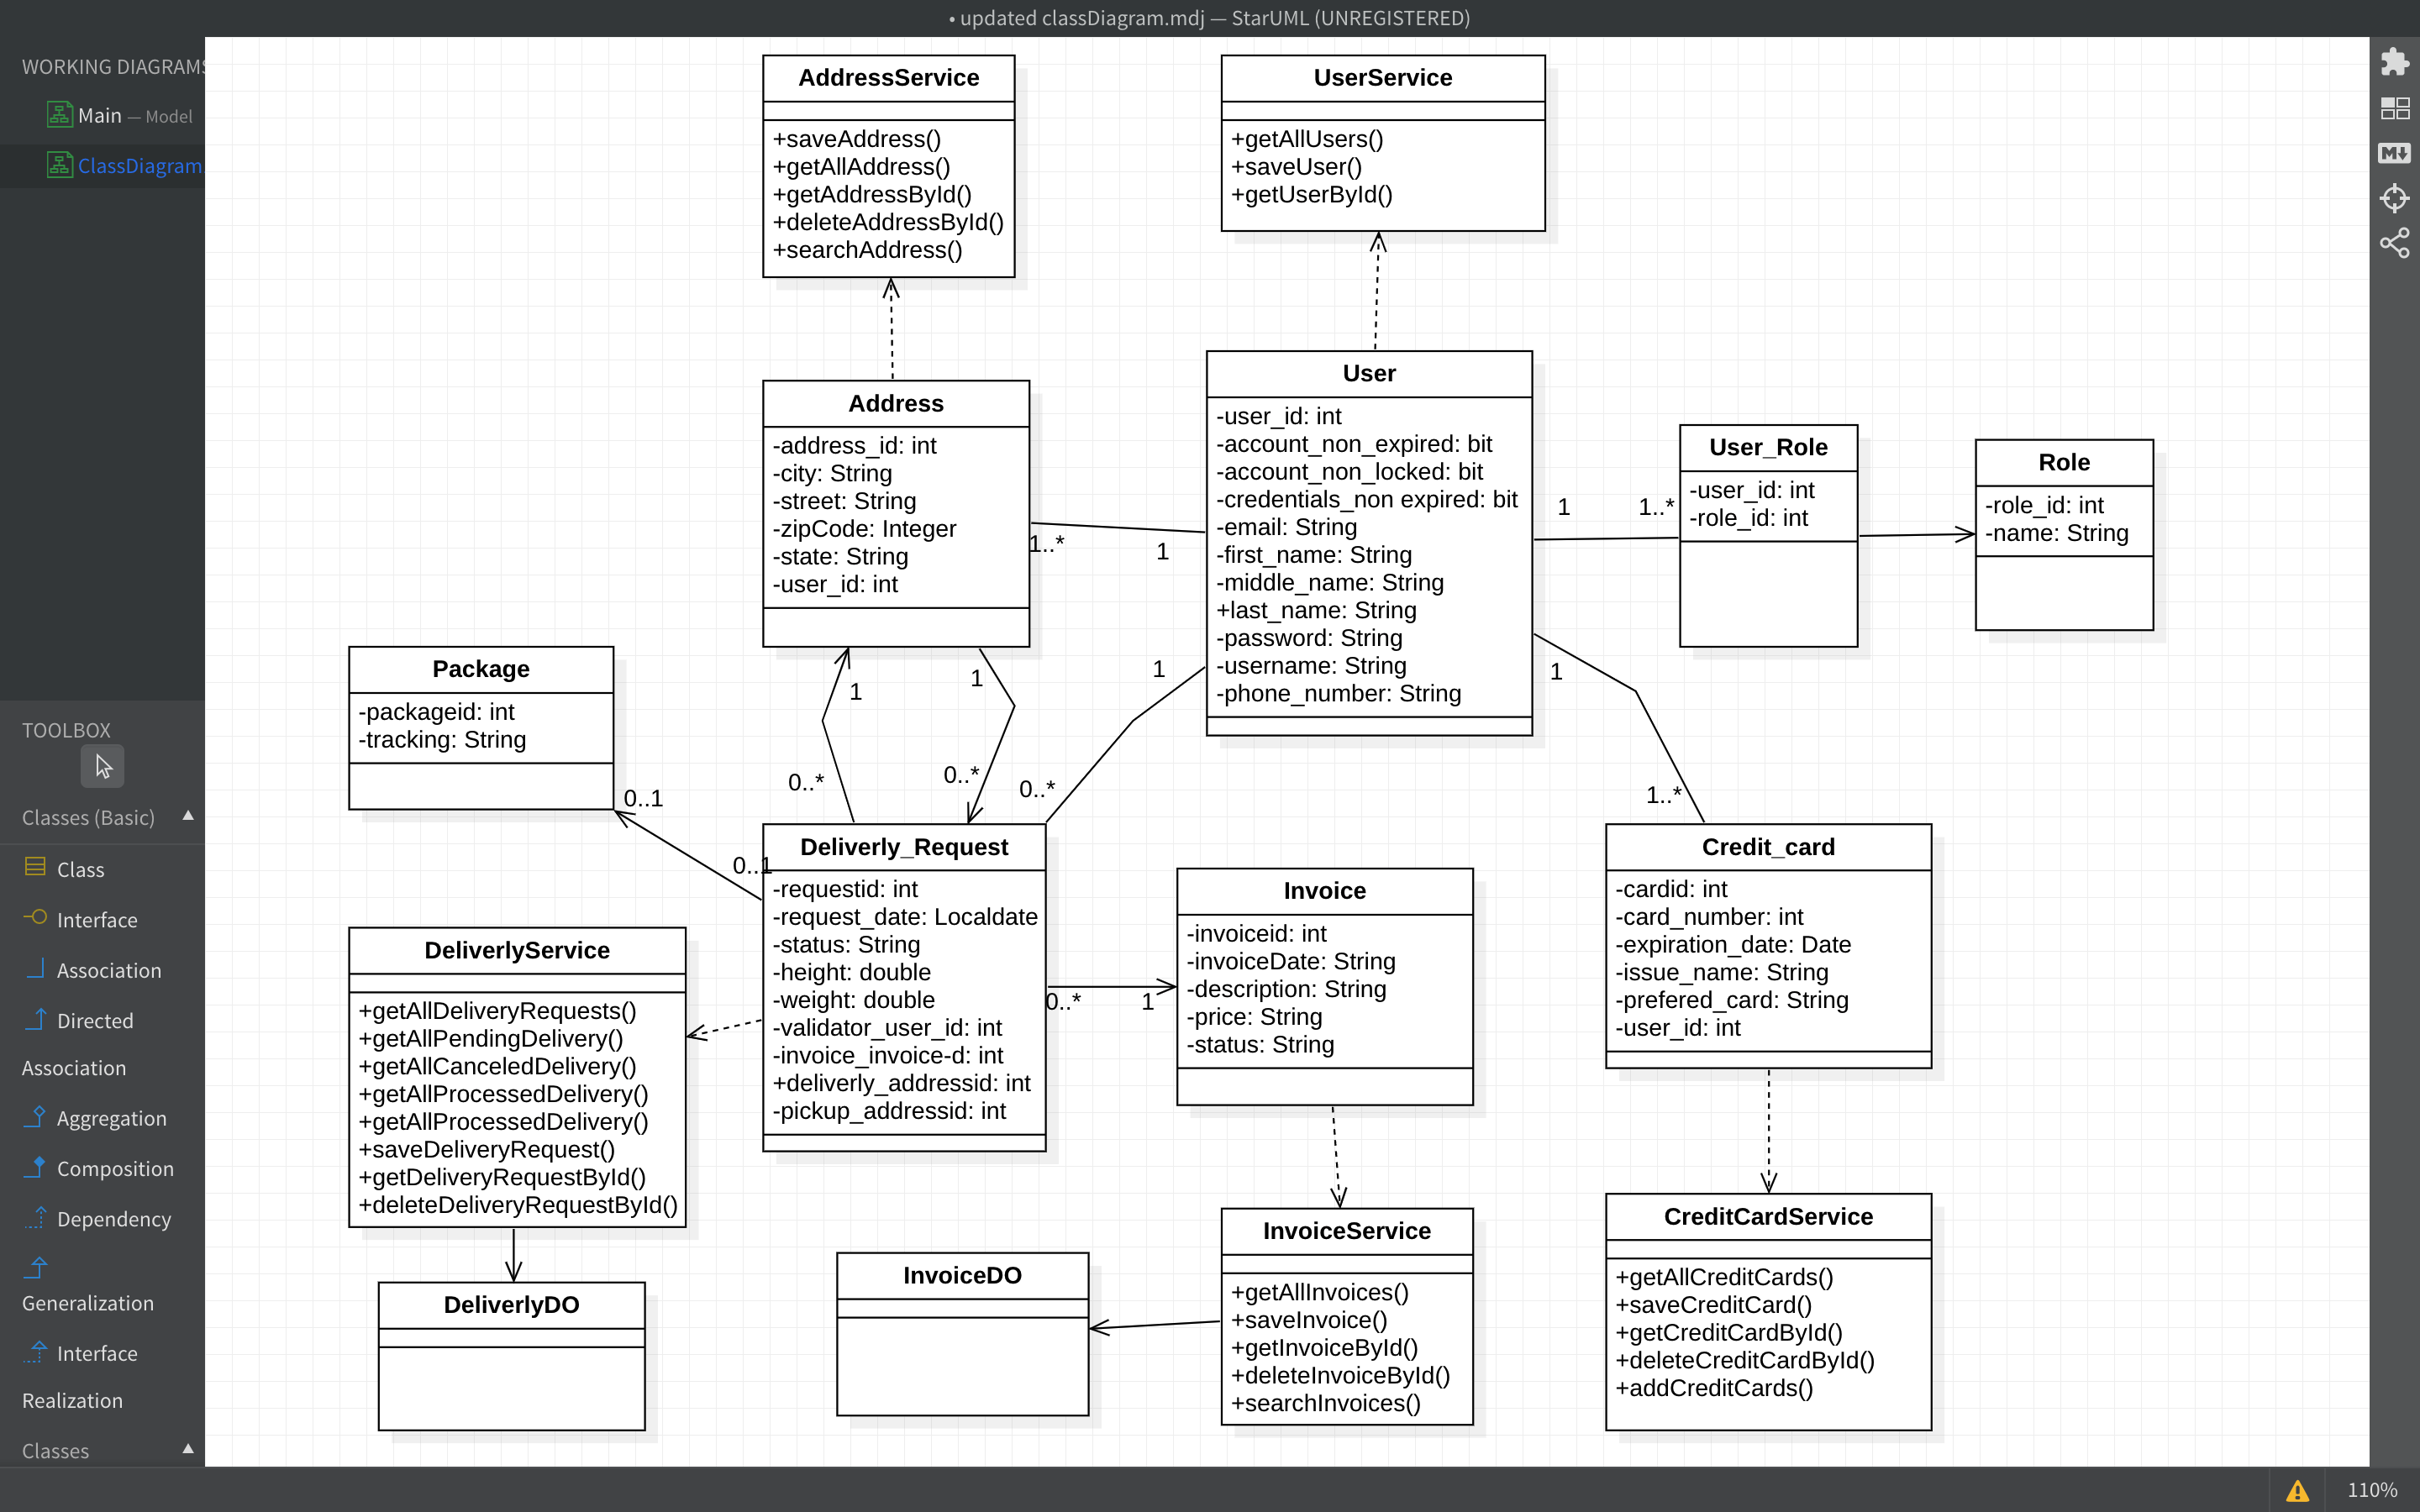 • updated classDiagram.mdj — StarUML (UNREGISTERED)
WORKING DIAGRAMS
Main — Model
ClassDiagram
TOOLBOX
Classes (Basic)
Class
Interface
Association
Directed
Association
Aggregation
Composition
Dependency
Generalization
Interface
Realization
Classes
AddressService
+saveAddress()
+getAllAddress()
+getAddressById()
+deleteAddressById()
+searchAddress()
UserService
+getAllUsers()
+saveUser()
+getUserById()
Address
-address_id: int
-city: String
-street: String
-zipCode: Integer
-state: String
-user_id: int
1..*
1
User
-user_id: int
-account_non_expired: bit
-account_non_locked: bit
-credentials_non expired: bit
-email: String
-first_name: String
-middle_name: String
+last_name: String
-password: String
-username: String
-phone_number: String
1
1..*
User_Role
-user_id: int
-role_id: int
Role
-role_id: int
-name: String
Package
-packageid: int
-tracking: String
0..1
0..1
1
0..*
1
0..*
1
0..*
1
1..*
Deliverly_Request
-requestid: int
-request_date: Localdate
-status: String
-height: double
-weight: double
-validator_user_id: int
-invoice_invoice-d: int
+deliverly_addressid: int
-pickup_addressid: int
0..*
1
Invoice
-invoiceid: int
-invoiceDate: String
-description: String
-price: String
-status: String
Credit_card
-cardid: int
-card_number: int
-expiration_date: Date
-issue_name: String
-prefered_card: String
-user_id: int
DeliverlyService
+getAllDeliveryRequests()
+getAllPendingDelivery()
+getAllCanceledDelivery()
+getAllProcessedDelivery()
+getAllProcessedDelivery()
+saveDeliveryRequest()
+getDeliveryRequestById()
+deleteDeliveryRequestById()
DeliverlyDO
InvoiceDO
InvoiceService
+getAllInvoices()
+saveInvoice()
+getInvoiceById()
+deleteInvoiceById()
+searchInvoices()
CreditCardService
+getAllCreditCards()
+saveCreditCard()
+getCreditCardById()
+deleteCreditCardById()
+addCreditCards()
M
110%